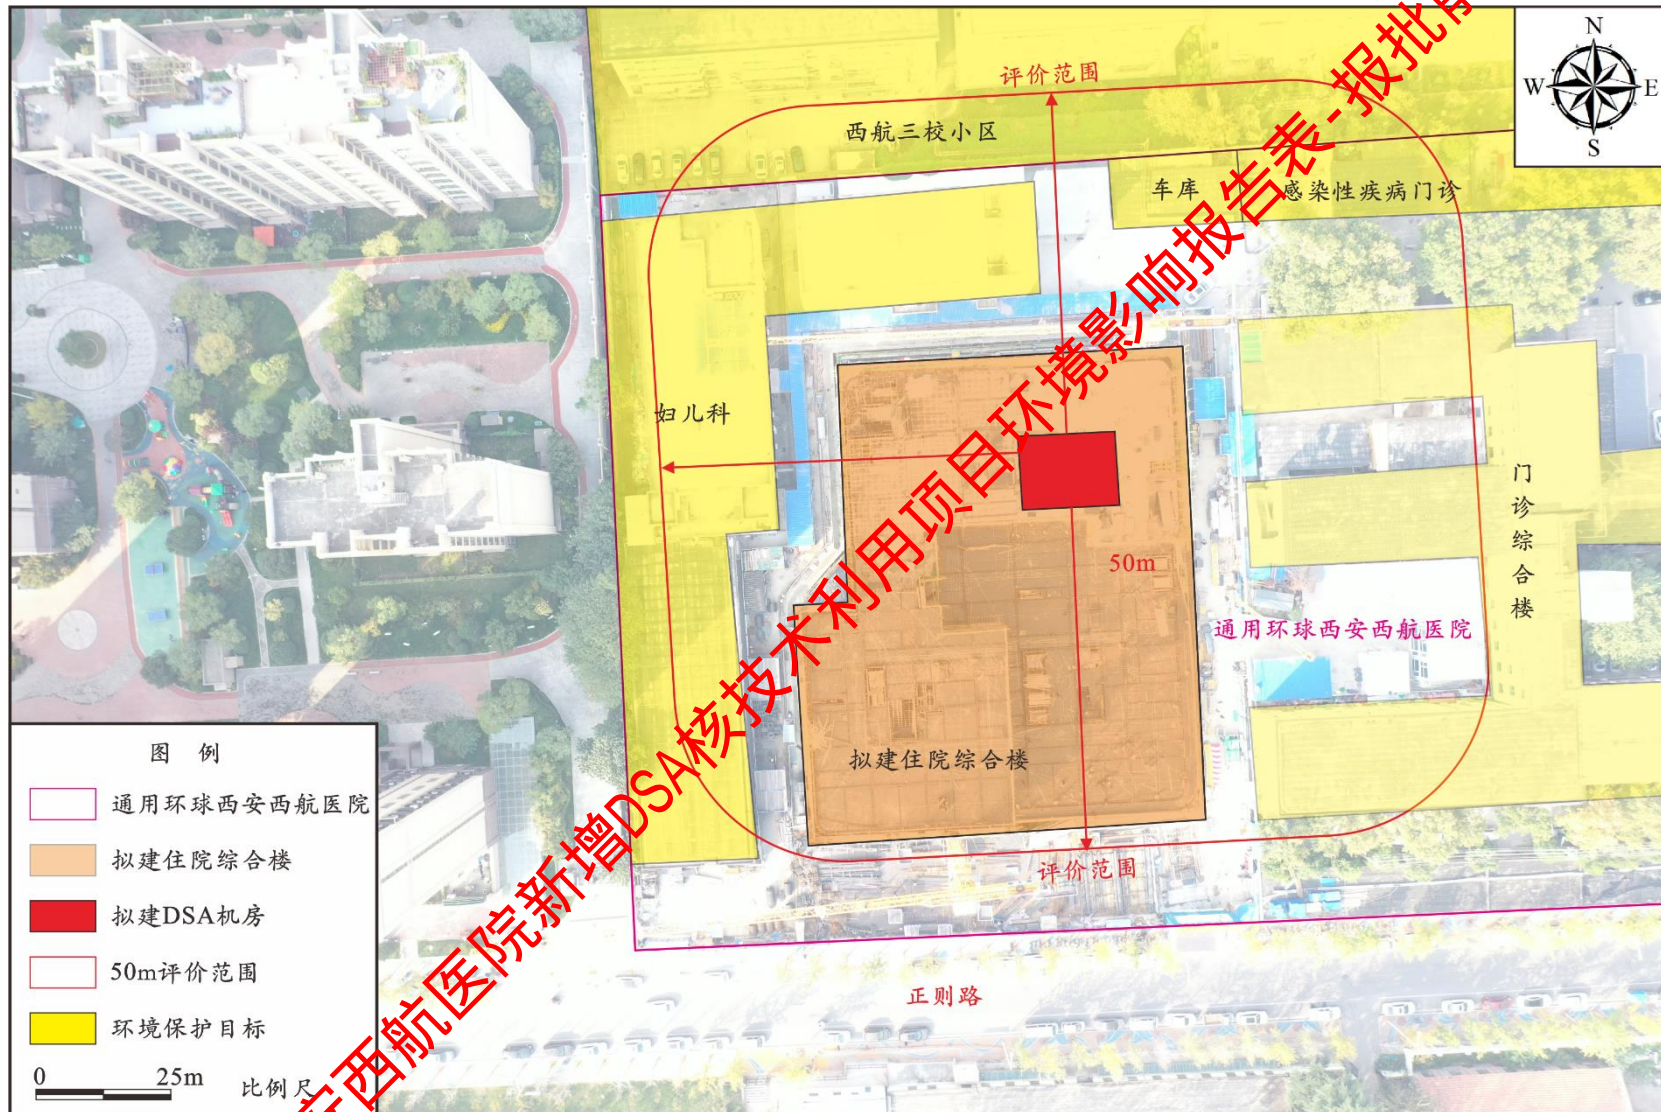 N
W E
S
评价范围
西航三校小区
车库
感染性疾病门诊
妇儿科
50m
门诊综合楼
通用环球西安西航医院
拟建住院综合楼
评价范围
正则路
图 例
通用环球西安西航医院
拟建住院综合楼
拟建DSA机房
50m评价范围
环境保护目标
0 25m 比例尺
安西航医院新增DSA核技术利用项目环境影响报告表-报批前